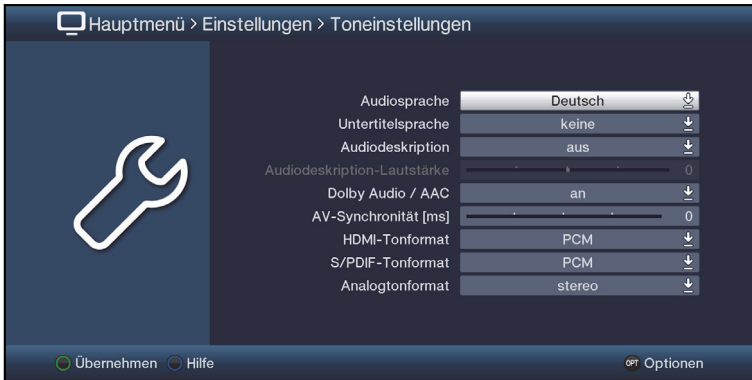 Hauptmenü > Einstellungen > Toneinstellungen
Audiosprache Deutsch
Untertitelsprache keine
Audiodeskription aus
Audiodeskription-Lautstärke 0
Dolby Audio / AAC an
AV-Synchronität [ms] 0
HDMI-Tonformat PCM
S/PDIF-Tonformat PCM
Analogtonformat stereo
Übernehmen Hilfe OPT Optionen